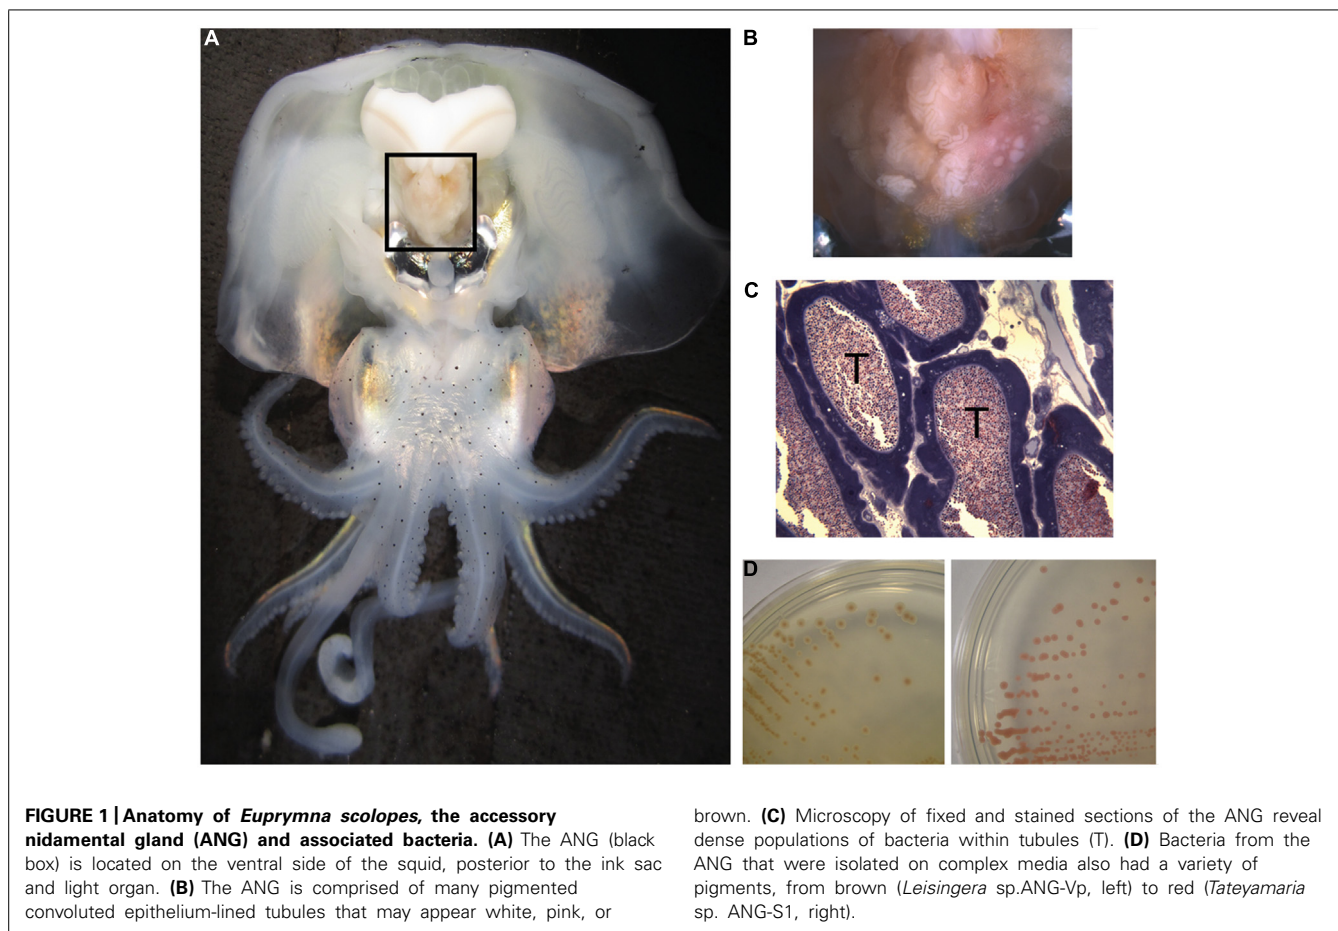 A
B
C
T
T
D
FIGURE 1 | Anatomy of Euprymna scolopes, the accessory
nidamental gland (ANG) and associated bacteria. (A) The ANG (black
box) is located on the ventral side of the squid, posterior to the ink sac
and light organ. (B) The ANG is comprised of many pigmented
convoluted epithelium-lined tubules that may appear white, pink, or
brown. (C) Microscopy of fixed and stained sections of the ANG reveal
dense populations of bacteria within tubules (T). (D) Bacteria from the
ANG that were isolated on complex media also had a variety of
pigments, from brown (Leisingera sp.ANG-Vp, left) to red (Tateyamaria
sp. ANG-S1, right).